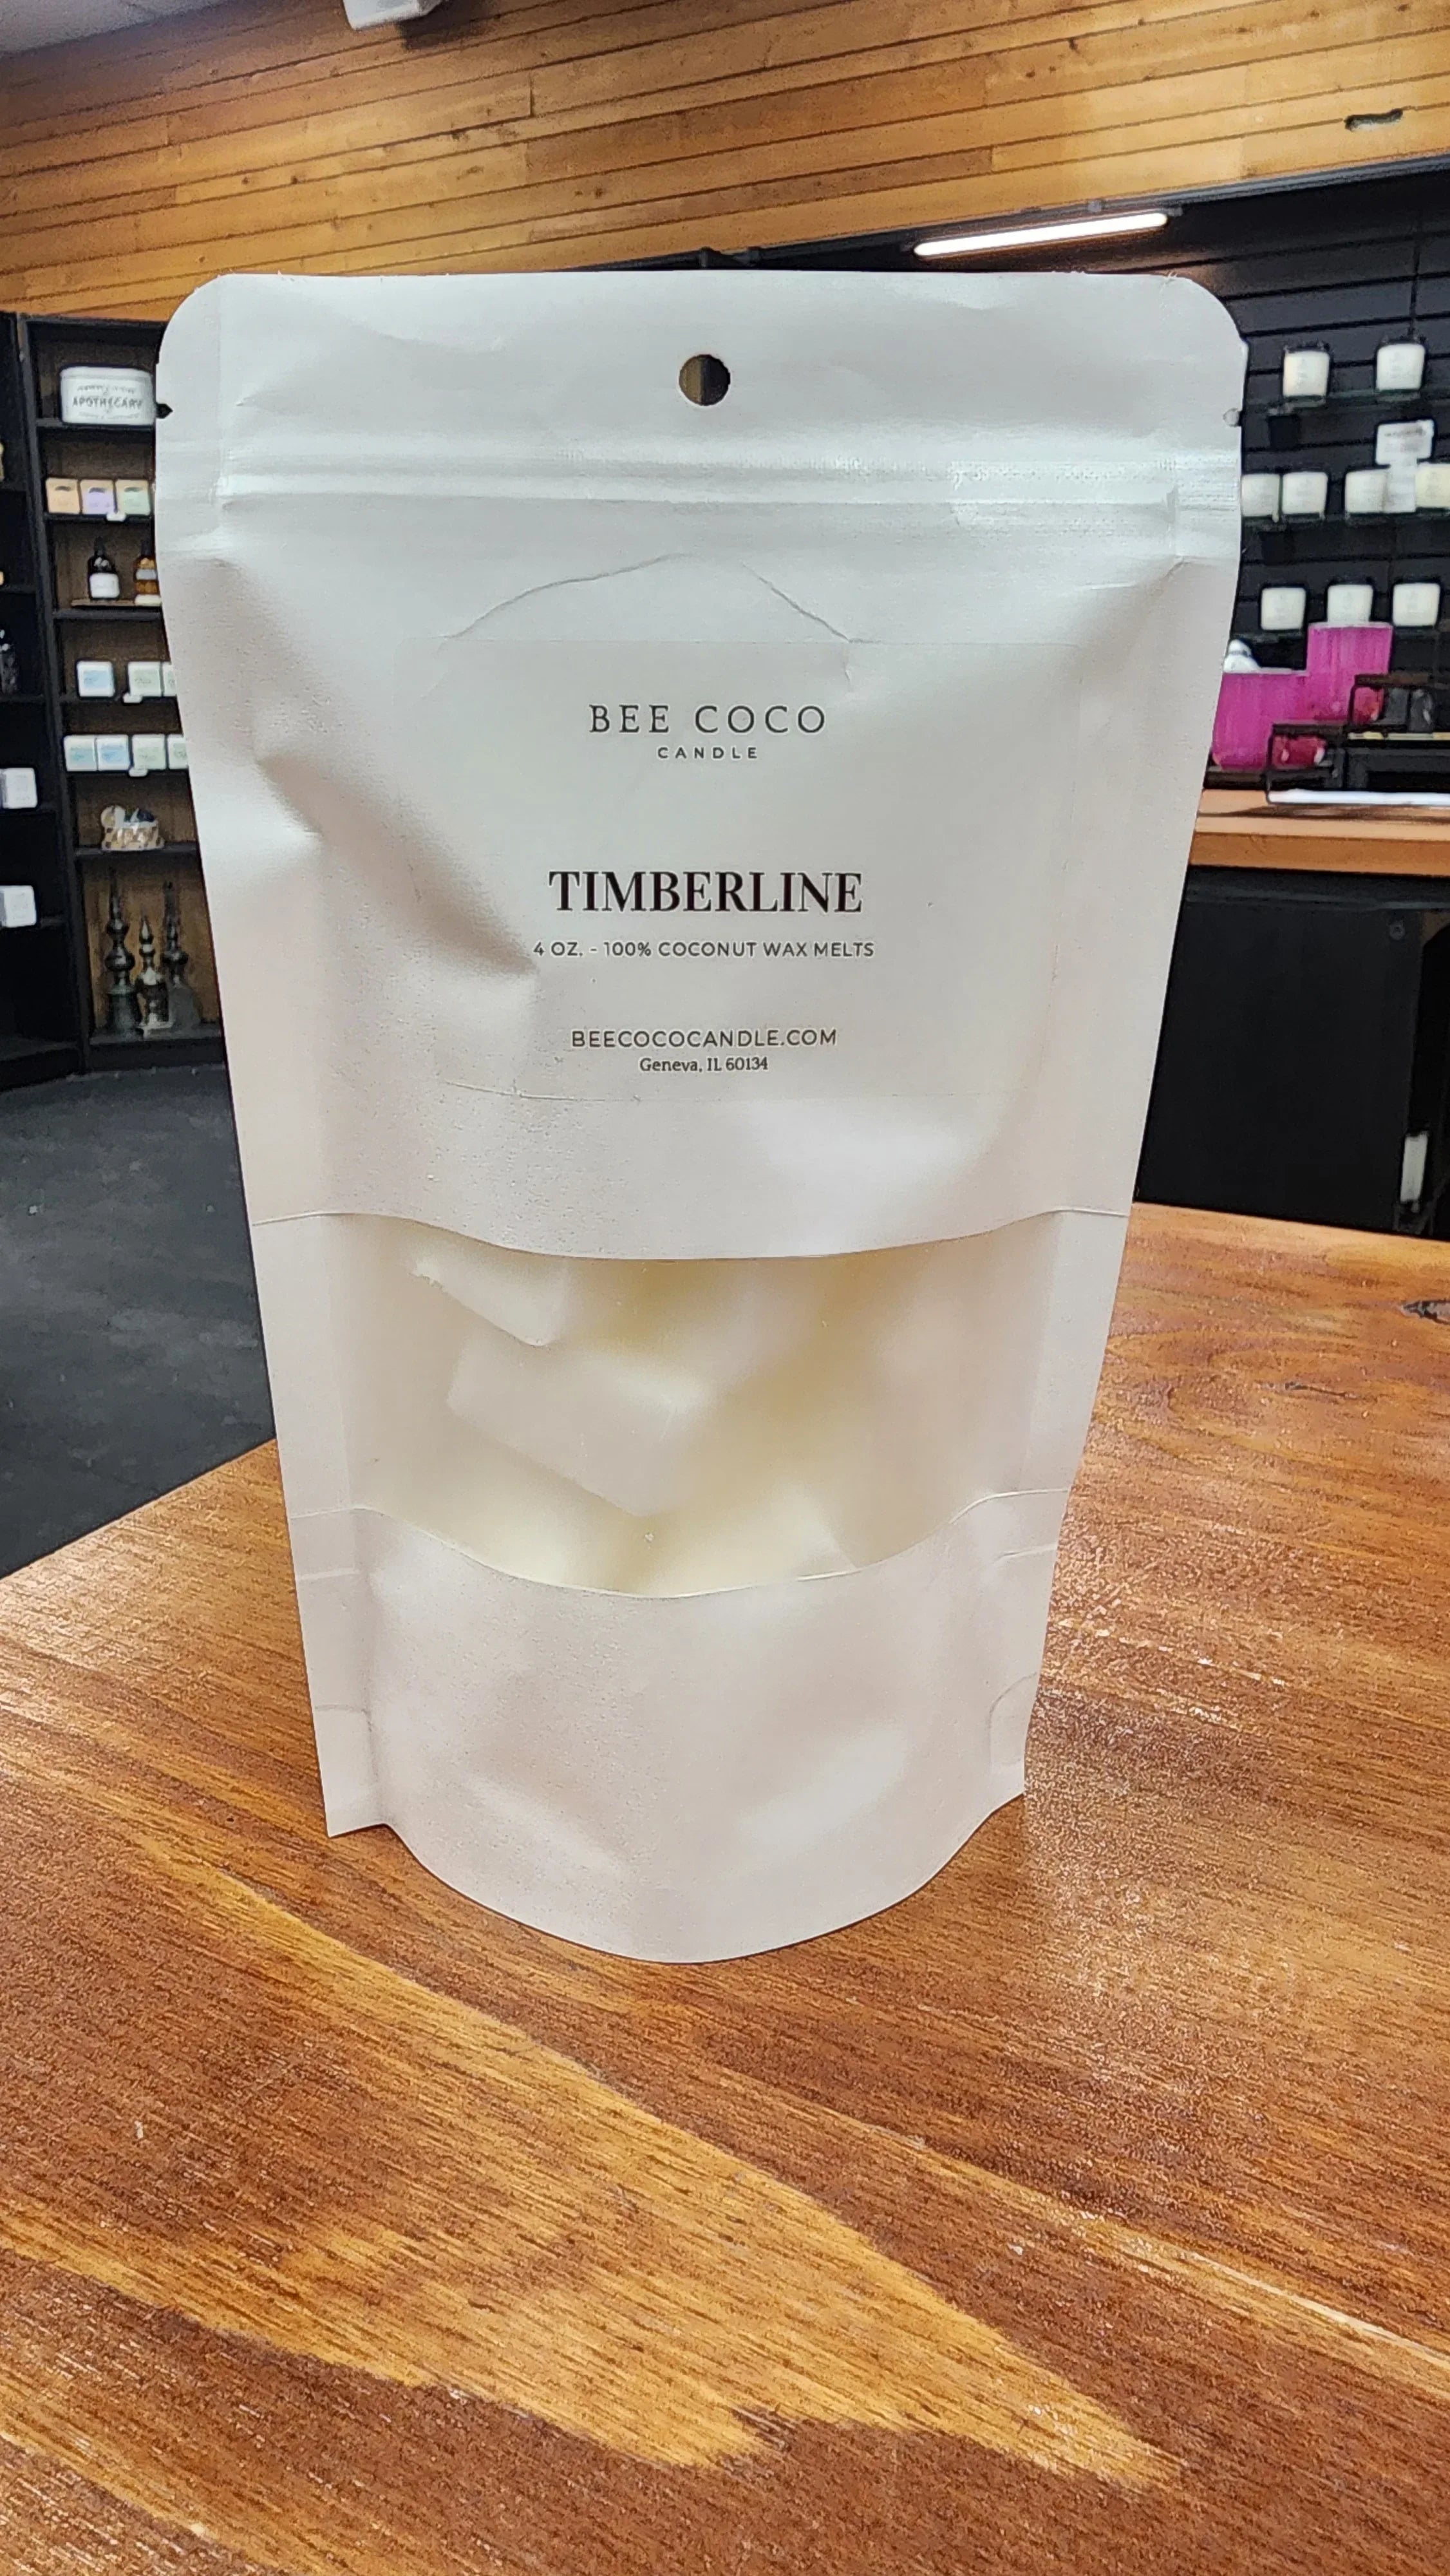 BEE COCO
CANDLE
TIMBERLINE
4 OZ. - 100% COCONUT WAX MELTS
BEECOCOCANDLE.COM
Geneva, IL 60134
APOTHECARY